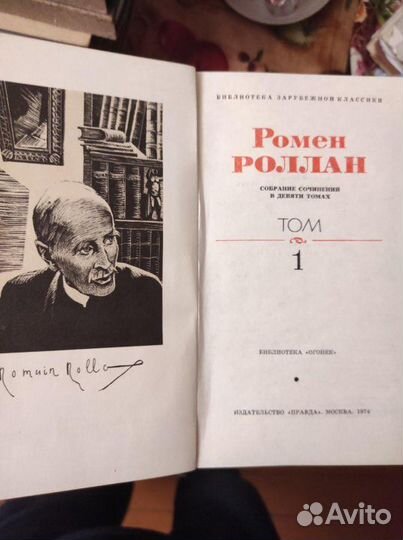 Romain Rolla
БИБЛИОТЕКА ЗАРУБЕЖНОЙ КЛАССИКИ
Ромен
РОЛЛАН
СОБРАНИЕ СОЧИНЕНИЙ
В ДЕВЯТИ ТОМАХ
ТОМ
1
БИБЛИОТЕКА «ОГОНЕК»
ИЗДАТЕЛЬСТВО «ПРАВДА». МОСКВА. 1974
Avito